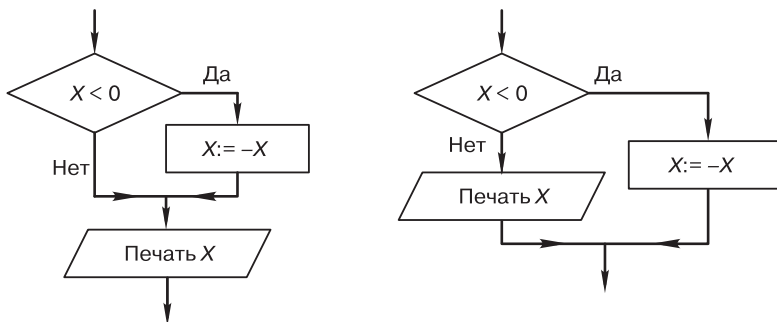 Да
X < 0
X:= –X
Нет
Печать X
Да
X < 0
Нет
X:= –X
Печать X